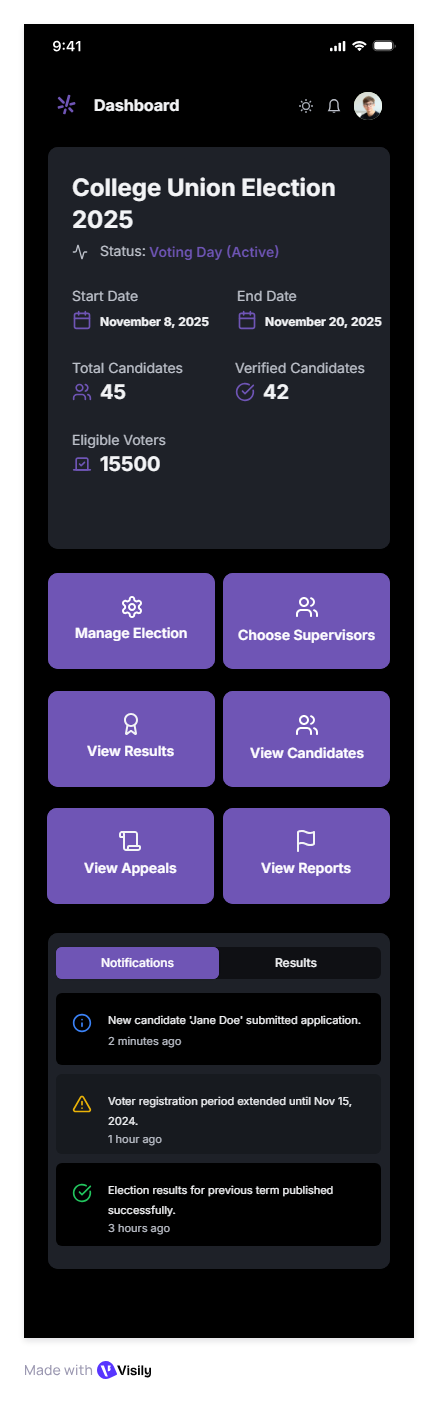 9:41
Dashboard
College Union Election
2025
Status: Voting Day (Active)
Start Date End Date
November 8, 2025 November 20, 2025
Total Candidates Verified Candidates
45 42
Eligible Voters
15500
Manage Election Choose Supervisors
View Results View Candidates
View Appeals View Reports
Notifications Results
New candidate 'Jane Doe' submitted application.
2 minutes ago
Voter registration period extended until Nov 15,
2024.
1 hour ago
Election results for previous term published
successfully.
3 hours ago
Made with Visily